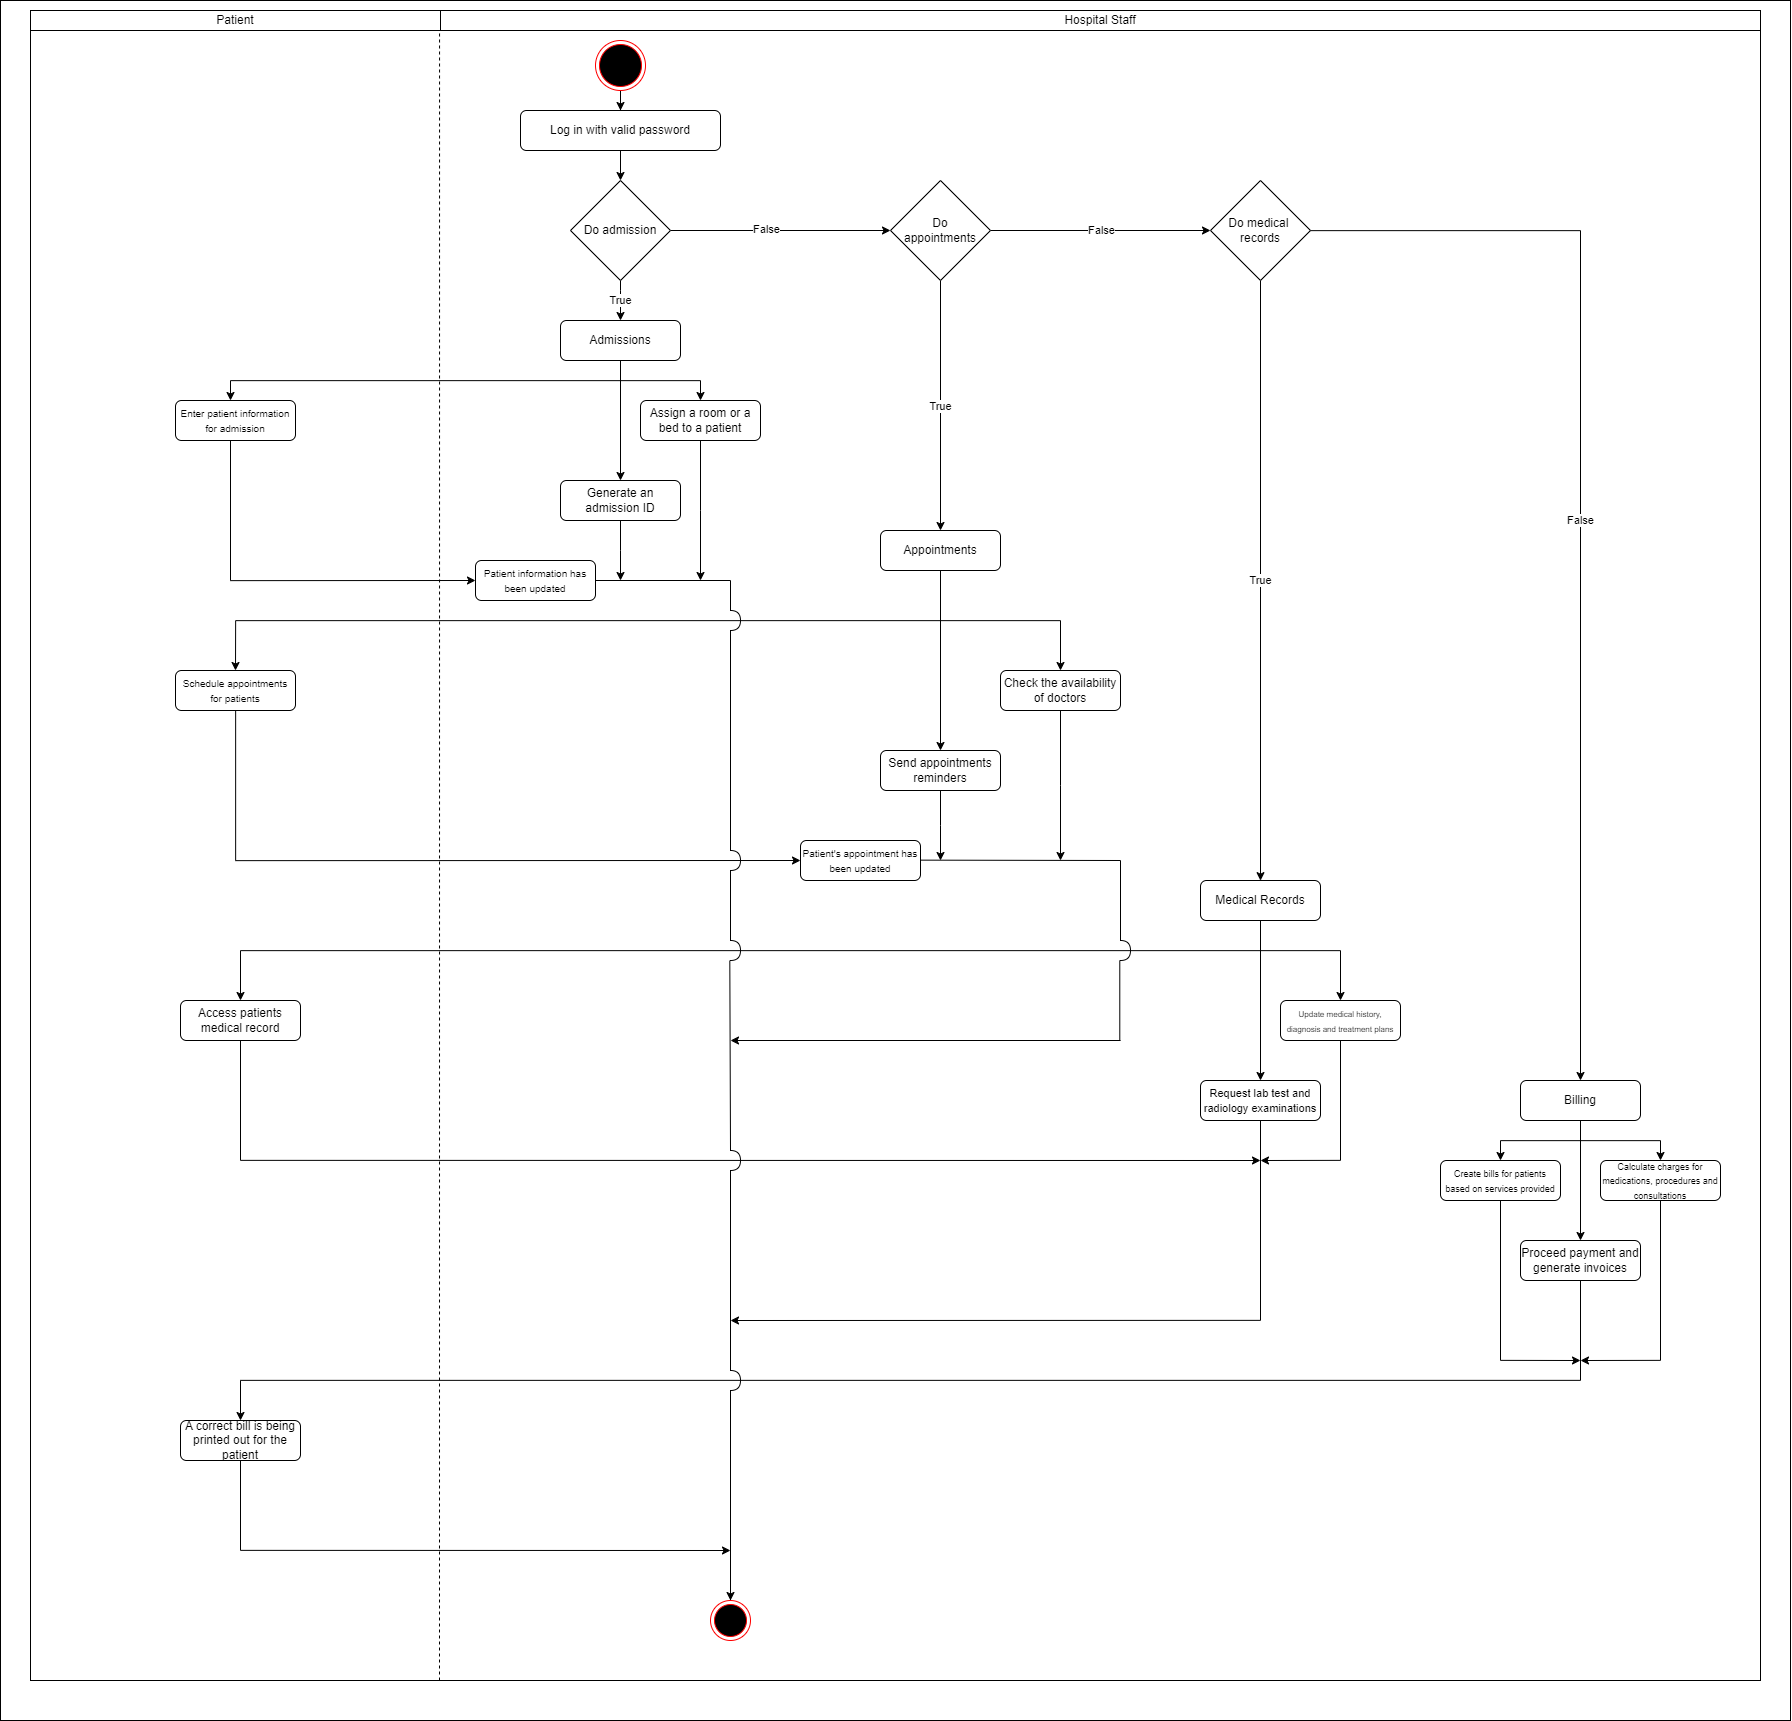 Patient
Hospital Staff
Log in with valid password
Do admission
False
Do
appointments
False
Do medical
records
True
Admissions
Enter patient information
for admission
Assign a room or a
bed to a patient
True
Generate an
admission ID
False
Appointments
Patient information has
been updated
True
Schedule appointments
for patients
Check the availability
of doctors
Send appointments
reminders
Patient's appointment has
been updated
Medical Records
Access patients
medical record
Update medical history,
diagnosis and treatment plans
Request lab test and
radiology examinations
Billing
Create bills for patients
based on services provided
Calculate charges for
medications, procedures and
consultations
Proceed payment and
generate invoices
A correct bill is being
printed out for the
patient